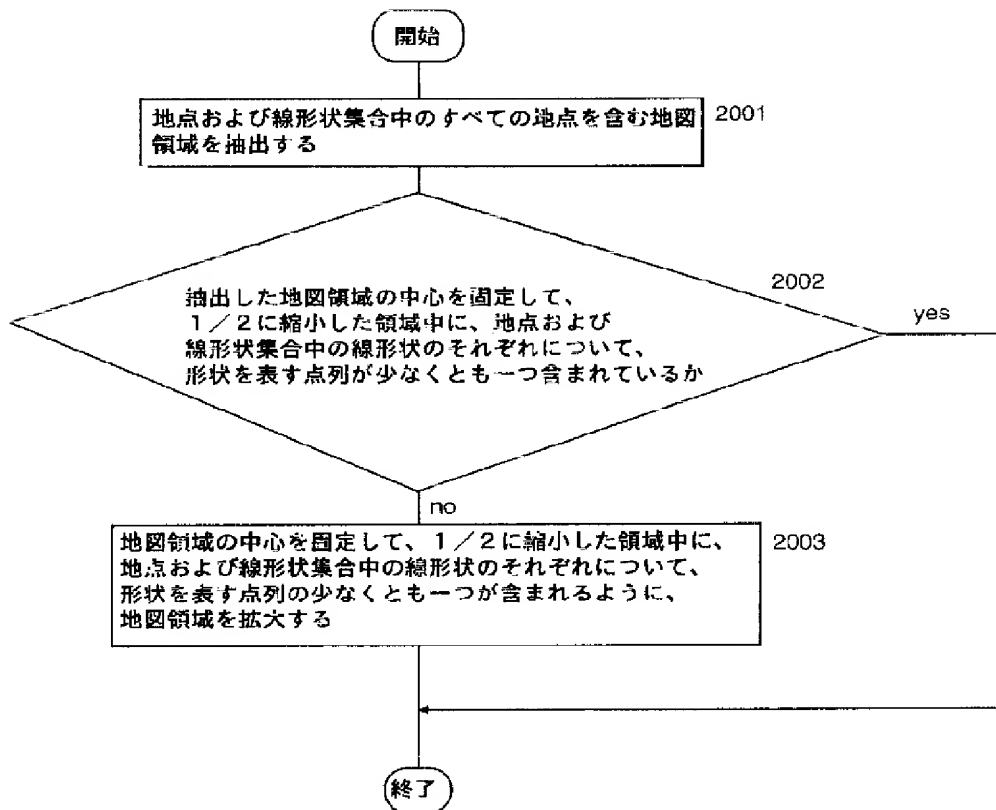 開始
地点および線形状集合中のすべての地点を含む地図
領域を抽出する
2001
2002
抽出した地図領域の中心を固定して、
1/2に縮小した領域中に、地点および
線形状集合中の線形状のそれぞれについて、
形状を表す点列が少なくとも一つ含まれているか
yes
no
地図領域の中心を固定して、1/2に縮小した領域中に、
地点および線形状集合中の線形状のそれぞれについて、
形状を表す点列の少なくとも一つが含まれるように、
地図領域を拡大する
2003
終了